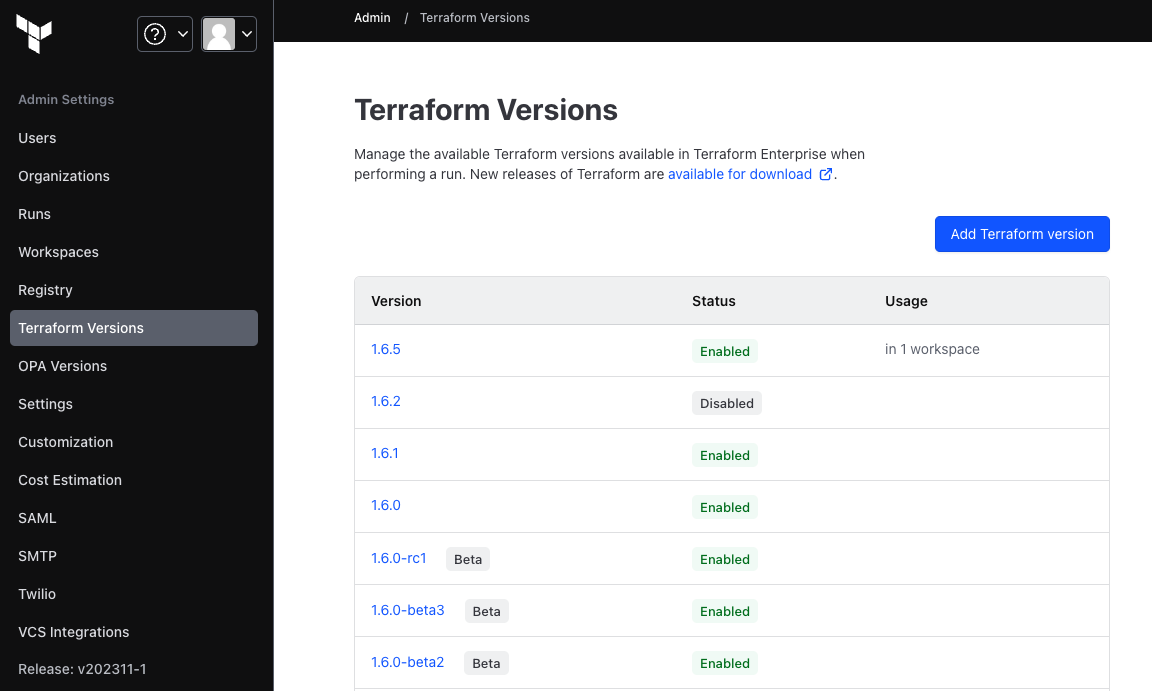 Admin / Terraform Versions
Admin Settings
Users
Organizations
Runs
Workspaces
Registry
Terraform Versions
OPA Versions
Settings
Customization
Cost Estimation
SAML
SMTP
Twilio
VCS Integrations
Release: v202311-1
Terraform Versions
Manage the available Terraform versions available in Terraform Enterprise when
performing a run. New releases of Terraform are available for download .
Add Terraform version
Version Status Usage
1.6.5 Enabled in 1 workspace
1.6.2 Disabled
1.6.1 Enabled
1.6.0 Enabled
1.6.0-rc1 Beta Enabled
1.6.0-beta3 Beta Enabled
1.6.0-beta2 Beta Enabled